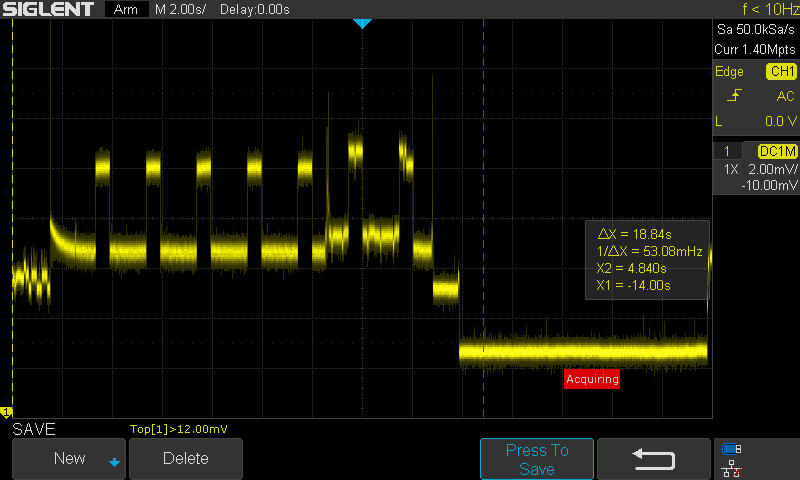 SIGLENT Arm M 2.00s/ Delay:0.00s f < 10Hz
Sa 50.0kSa/s
Curr 1.40Mpts
Edge CH1
AC
L 0.0 V
1 DC1M
1X 2.00mV/
-10.00mV
ΔX = 18.84s
1/ΔX = 53.08mHz
X2 = 4.840s
X1 = -14.00s
Acquiring
1
SAVE Top[1]>12.00mV
New Delete Press To
Save